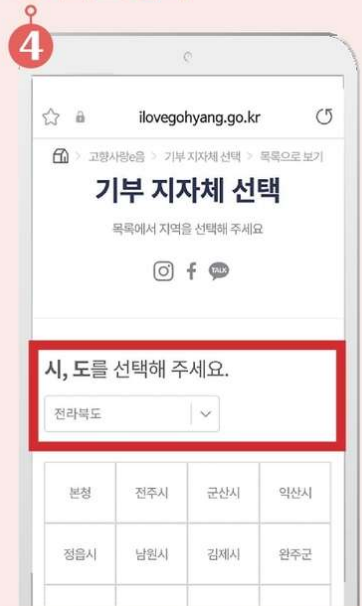 4
ilovegohyang.go.kr
고향사랑e음 > 기부 지자체 선택 > 목록으로 보기
기부 지자체 선택
목록에서 지역을 선택해 주세요
TALK
시, 도를 선택해 주세요.
전라북도
본청 전주시 군산시 익산시
정읍시 남원시 김제시 완주군